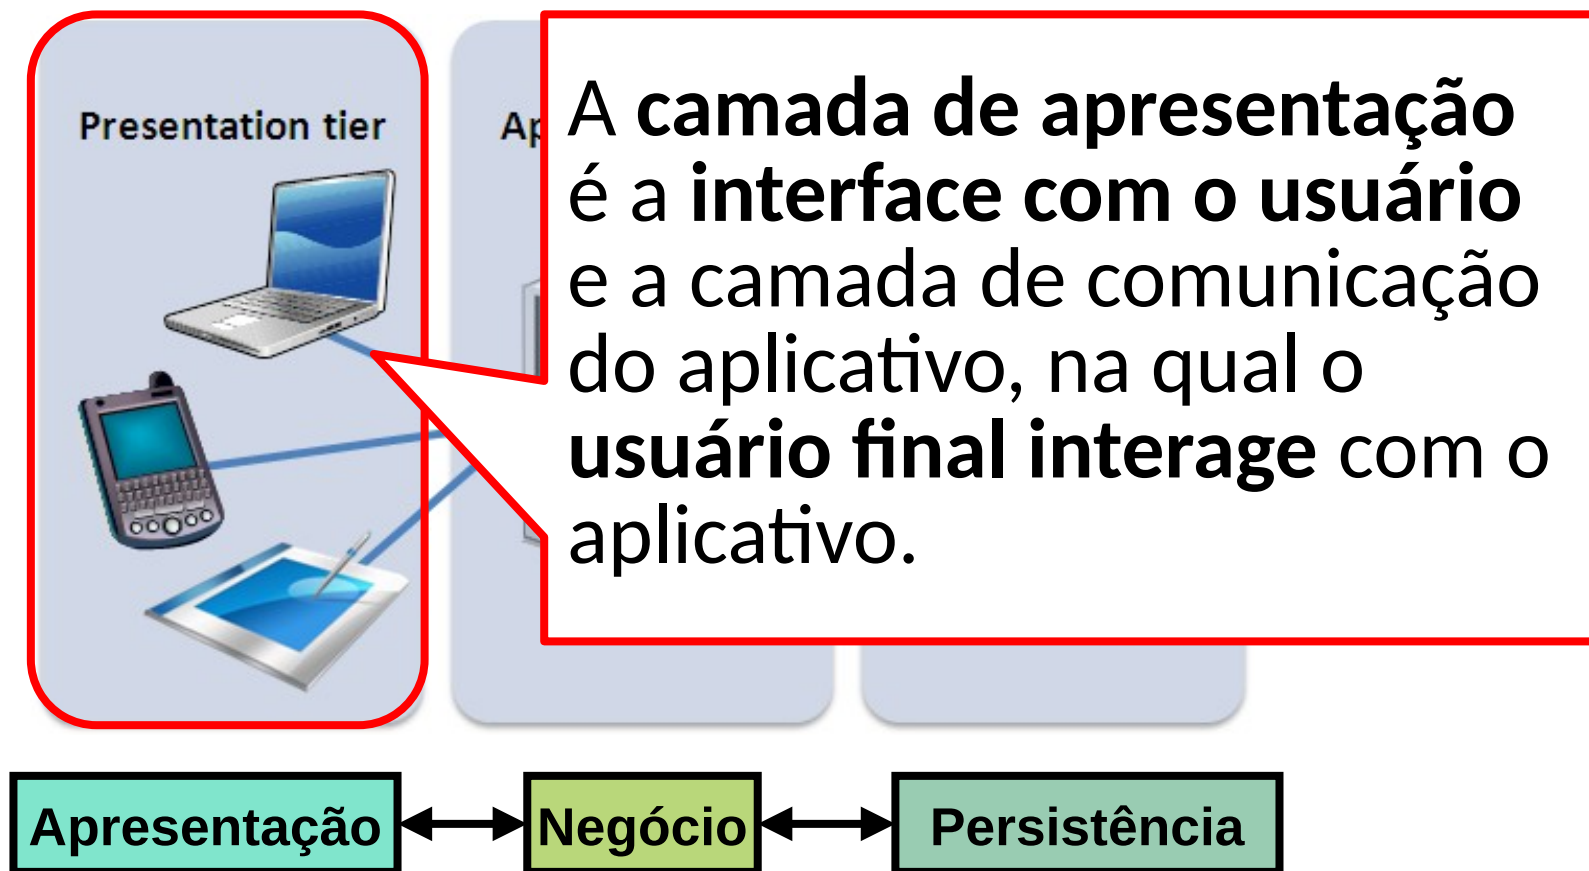 Presentation tier
A camada de apresentação
é a interface com o usuário
e a camada de comunicação
do aplicativo, na qual o
usuário final interage com o
aplicativo.
Apresentação
Negócio
Persistência